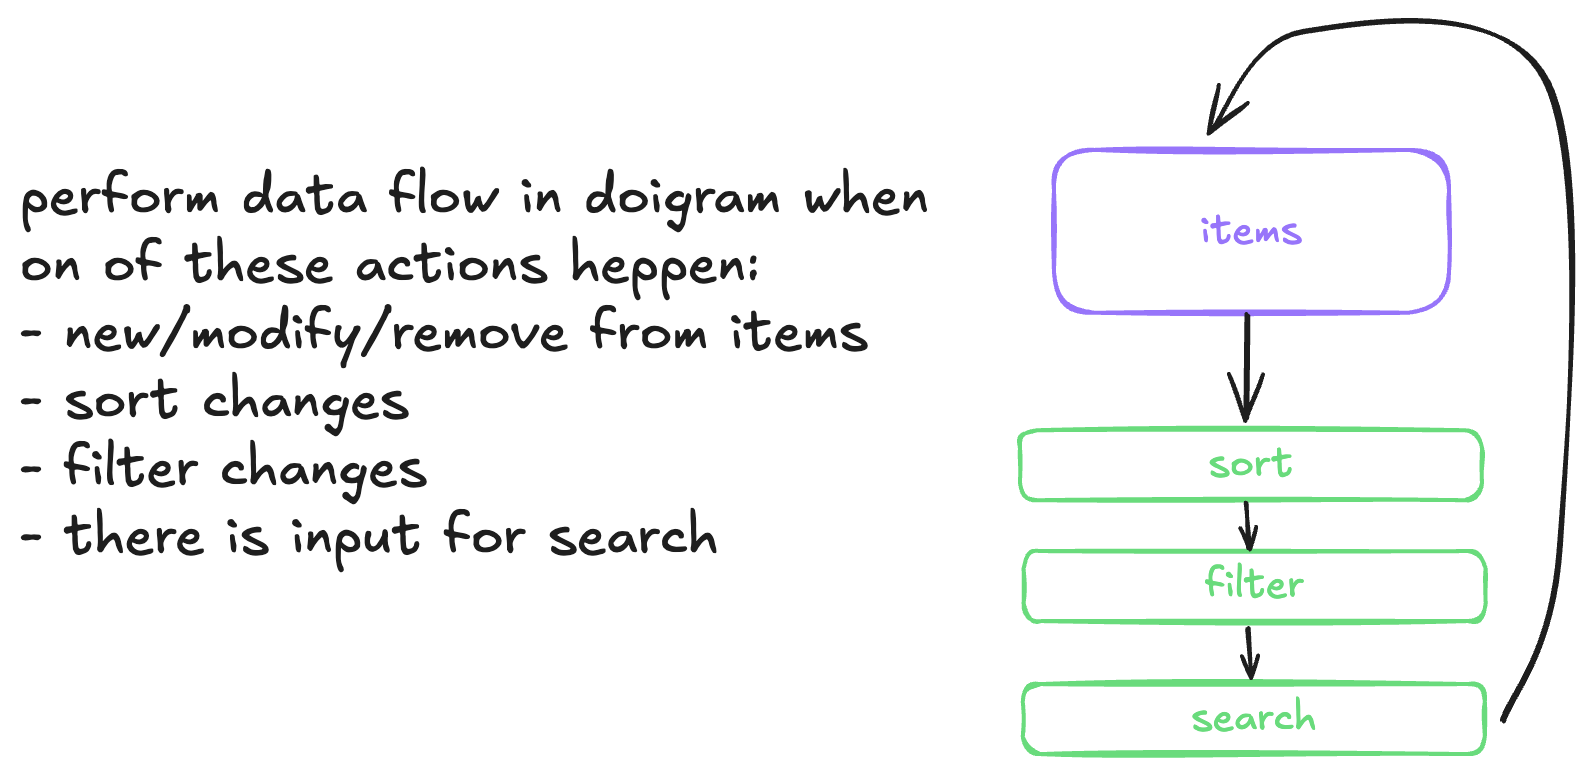 perform data flow in doigram when
on of these actions heppen:
- new/modify/remove from items
- sort changes
- filter changes
- there is input for search
items
sort
filter
search